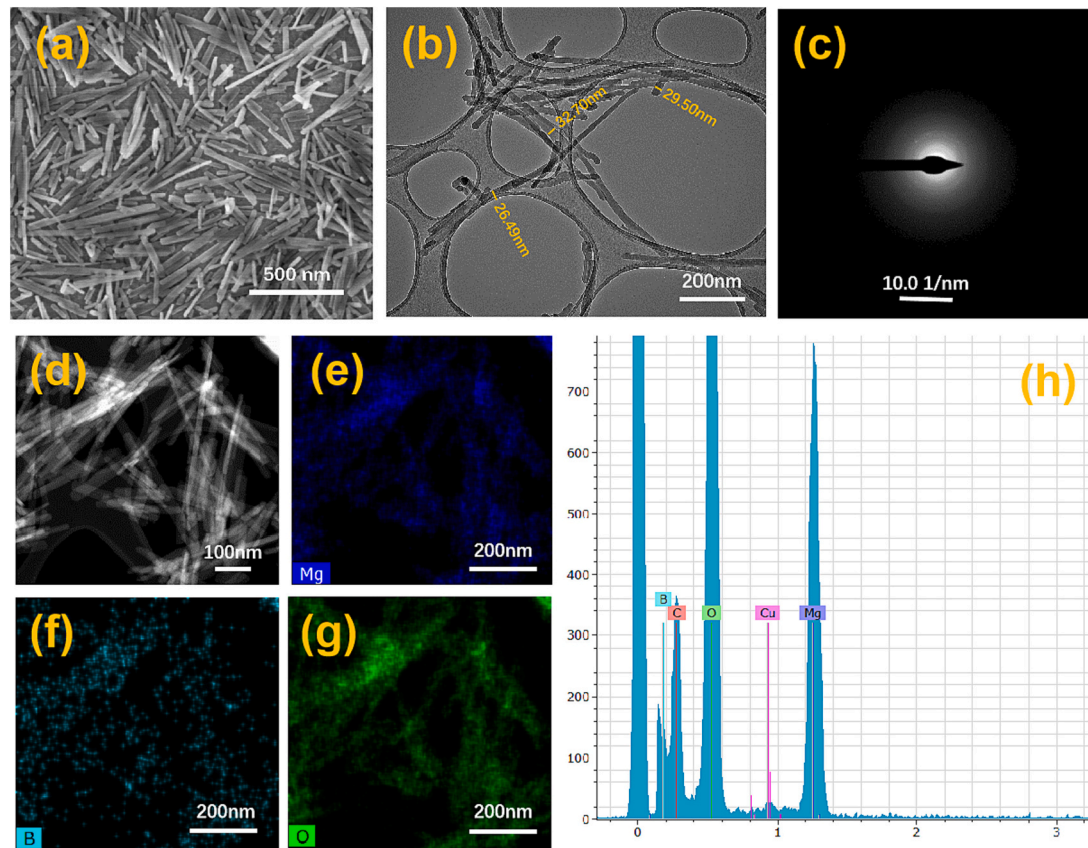 (a)
500 nm
(b)
32.70nm
29.50nm
26.49nm
200nm
(c)
10.0 1/nm
(d)
100nm
(e)
200nm
Mg
(f)
200nm
B
(g)
200nm
O
(h)
700
600
500
400
300
200
100
0
B
C
O
Cu
Mg
0
1
2
3